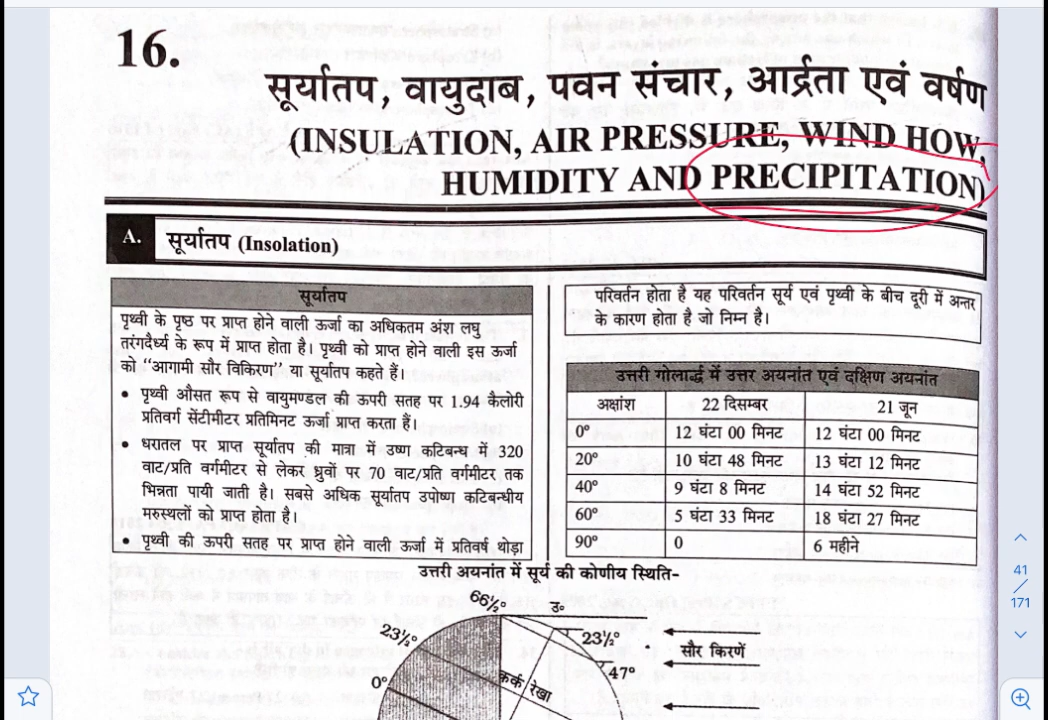 16.
सूर्यातप, वायुदाब, पवन संचार, आर्द्रता एवं वर्षण
(INSULATION, AIR PRESSURE, WIND HOW,
HUMIDITY AND PRECIPITATION)
A. सूर्यातप (Insolation)
सूर्यातप
पृथ्वी के पृष्ठ पर प्राप्त होने वाली ऊर्जा का अधिकतम अंश लघु
तरंगदैर्ध्य के रूप में प्राप्त होता है। पृथ्वी को प्राप्त होने वाली इस ऊर्जा
को “आगामी सौर विकिरण” या सूर्यातप कहते हैं।
• पृथ्वी औसत रूप से वायुमण्डल की ऊपरी सतह पर 1.94 कैलोरी
प्रतिवर्ग सेंटीमीटर प्रतिमिनट ऊर्जा प्राप्त करता हैं।
• धरातल पर प्राप्त सूर्यातप की मात्रा में उष्ण कटिबन्ध में 320
वाट/प्रति वर्गमीटर से लेकर ध्रुवों पर 70 वाट/प्रति वर्गमीटर तक
भिन्नता पायी जाती है। सबसे अधिक सूर्यातप उपोष्ण कटिबन्धीय
मरुस्थलों को प्राप्त होता है।
• पृथ्वी की ऊपरी सतह पर प्राप्त होने वाली ऊर्जा में प्रतिवर्ष थोड़ा
परिवर्तन होता है यह परिवर्तन सूर्य एवं पृथ्वी के बीच दूरी में अन्तर
के कारण होता है जो निम्न है।
उत्तरी गोलार्द्ध में उत्तर अयनांत एवं दक्षिण अयनांत
अक्षांश 22 दिसम्बर 21 जून
0° 12 घंटा 00 मिनट 12 घंटा 00 मिनट
20° 10 घंटा 48 मिनट 13 घंटा 12 मिनट
40° 9 घंटा 8 मिनट 14 घंटा 52 मिनट
60° 5 घंटा 33 मिनट 18 घंटा 27 मिनट
90° 0 6 महीने
उत्तरी अयनांत में सूर्य की कोणीय स्थिति-
66½° उ°
23½° 23½°
सौर किरणें
47°
0° कर्क रेखा
41
171